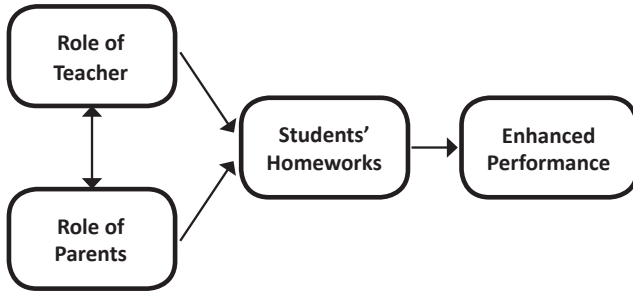 Role of
Teacher
Students’
Homeworks
Enhanced
Performance
Role of
Parents